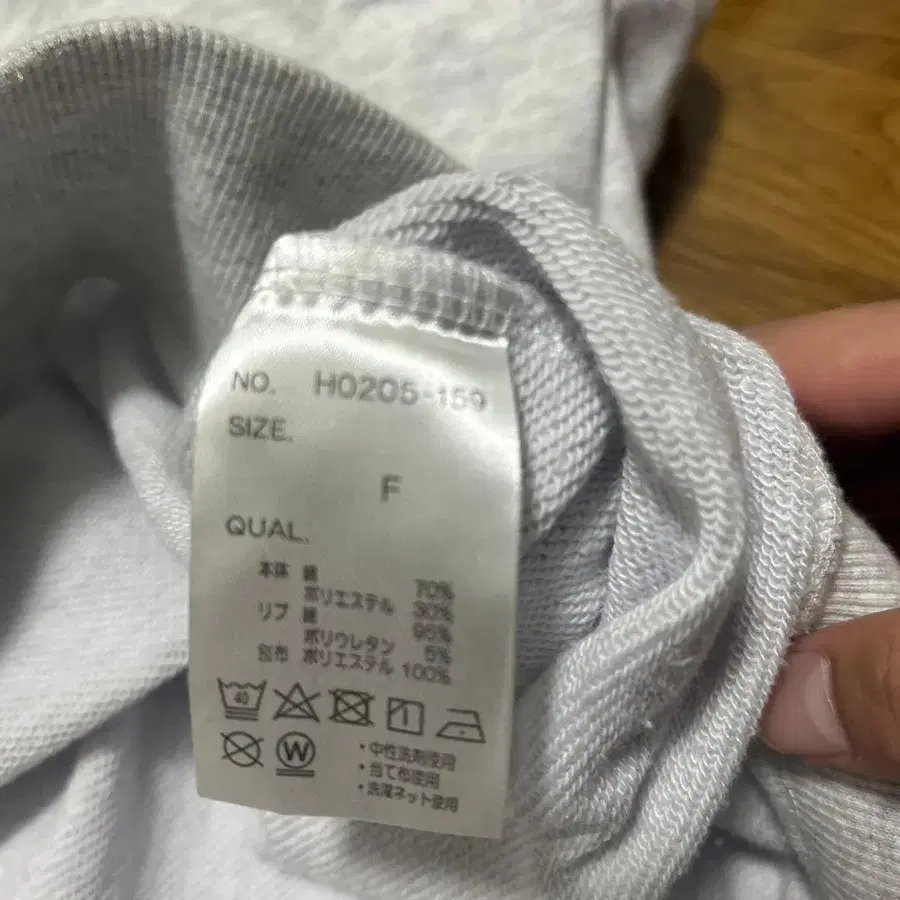 NO. H0205-159
SIZE.
F
QUAL.
本体 綿 70%
ポリエステル 30%
リブ 綿 95%
ポリウレタン 5%
包布 ポリエステル 100%
40
W
・中性洗剤使用
・当て布使用
・洗濯ネット使用